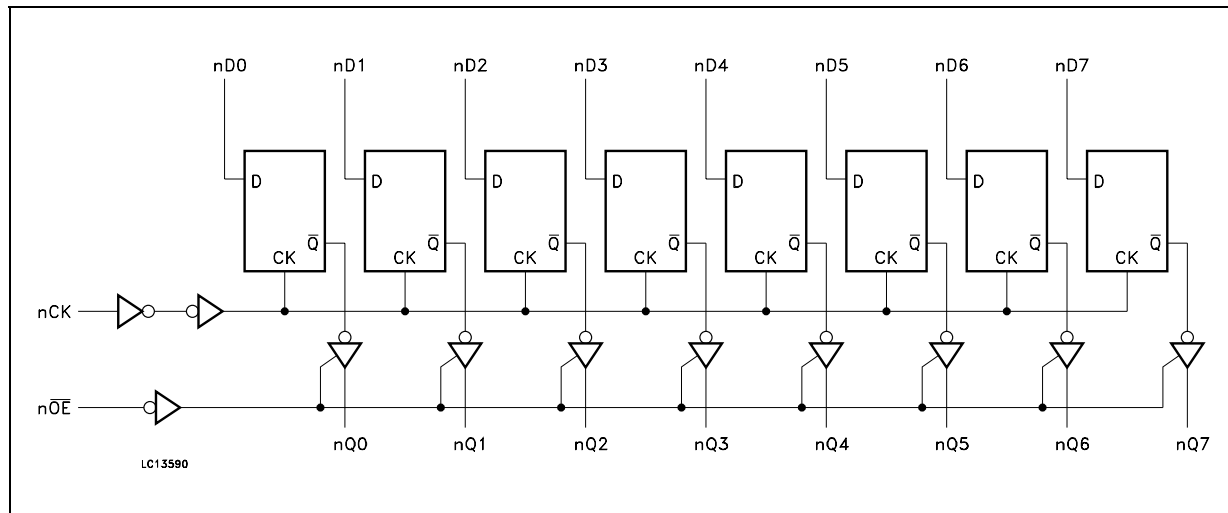 nD0 nD1 nD2 nD3 nD4 nD5 nD6 nD7
D D D D D D D D
Q̅ Q̅ Q̅ Q̅ Q̅ Q̅ Q̅ Q̅
CK CK CK CK CK CK CK CK
nCK
nO̅E̅
nQ0 nQ1 nQ2 nQ3 nQ4 nQ5 nQ6 nQ7
LC13590